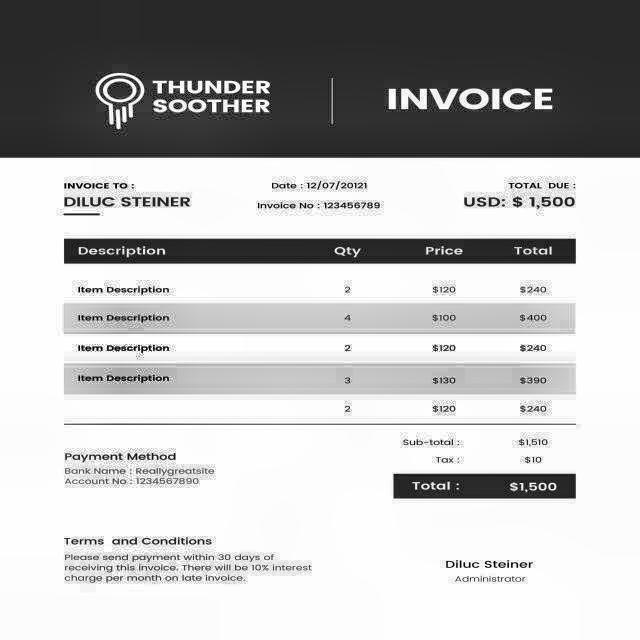 THUNDER
SOOTHER
INVOICE
INVOICE TO :
DILUC STEINER
Date : 12/07/20121
Invoice No : 123456789
TOTAL DUE :
USD: $ 1,500
Description Qty Price Total
Item Description 2 $120 $240
Item Description 4 $100 $400
Item Description 2 $120 $240
Item Description 3 $130 $390
2 $120 $240
Sub-total : $1,510
Tax : $10
Total : $1,500
Payment Method
Bank Name : Reallygreatsite
Account No : 1234567890
Terms and Conditions
Please send payment within 30 days of
receiving this invoice. There will be 10% interest
charge per month on late invoice.
Diluc Steiner
Administrator